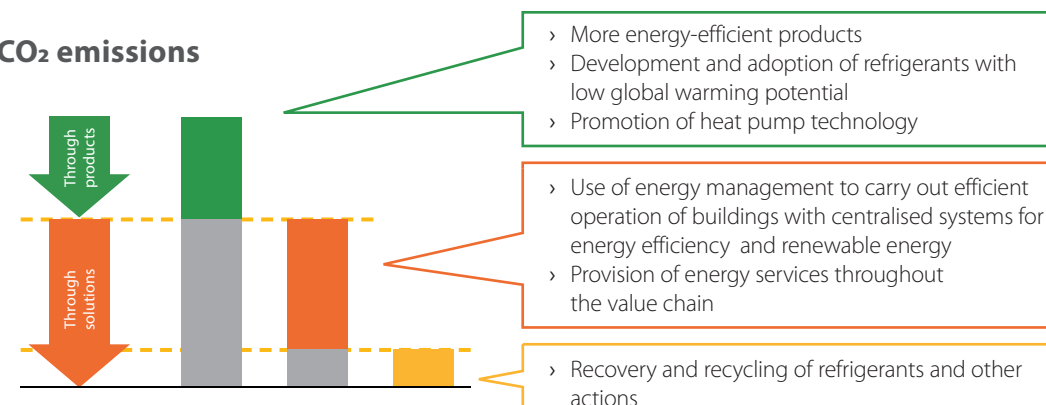 CO₂ emissions
Through
products
Through
solutions
› More energy-efficient products
› Development and adoption of refrigerants with
low global warming potential
› Promotion of heat pump technology
› Use of energy management to carry out efficient
operation of buildings with centralised systems for
energy efficiency and renewable energy
› Provision of energy services throughout
the value chain
› Recovery and recycling of refrigerants and other
actions